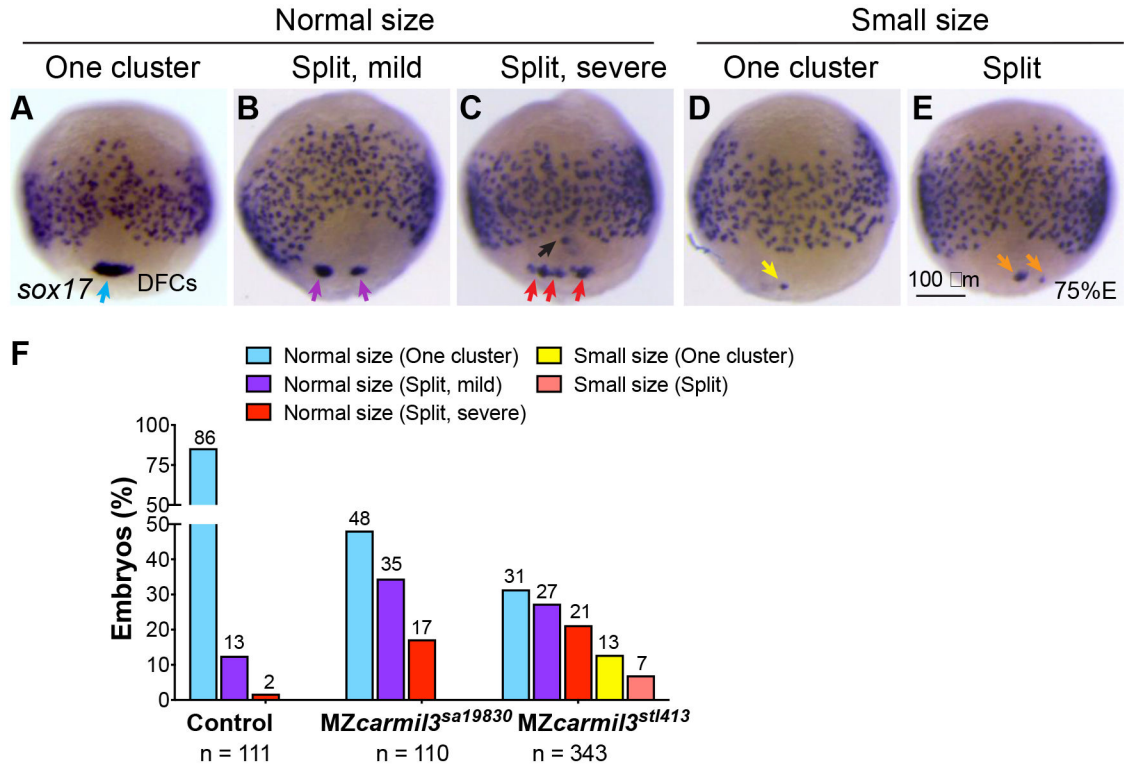 Normal size Small size
One cluster Split, mild Split, severe One cluster Split
A B C D E
sox17 DFCs 100 □m 75%E
F
Normal size (One cluster) Small size (One cluster)
Normal size (Split, mild) Small size (Split)
Normal size (Split, severe)
Embryos (%)
100
75
50
50
40
30
20
10
0
86 13 2 48 35 17 31 27 21 13 7
Control MZcarmil3sa19830 MZcarmil3stl413
n = 111 n = 110 n = 343